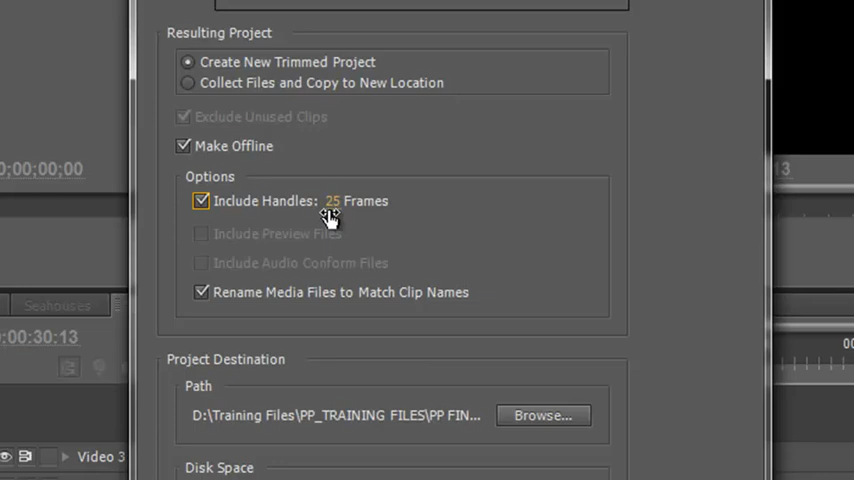 Resulting Project
Create New Trimmed Project
Collect Files and Copy to New Location
Exclude Unused Clips
0;00;00;00
Make Offline
13
Options
Include Handles: 25 Frames
Include Preview Files
Include Audio Conform Files
Rename Media Files to Match Clip Names
Seahouses
0:00:30:13
00
Project Destination
Path
D:\Training Files\PP_TRAINING FILES\PP FIN...
Browse...
Video 3
Disk Space